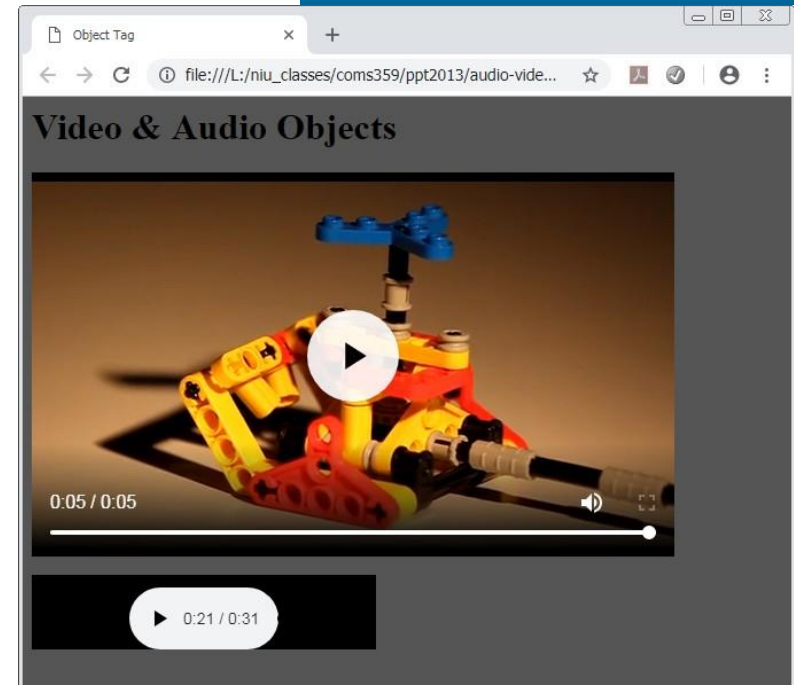 Object Tag
file:///L:/niu_classes/coms359/ppt2013/audio-vide...
Video & Audio Objects
0:05 / 0:05
0:21 / 0:31